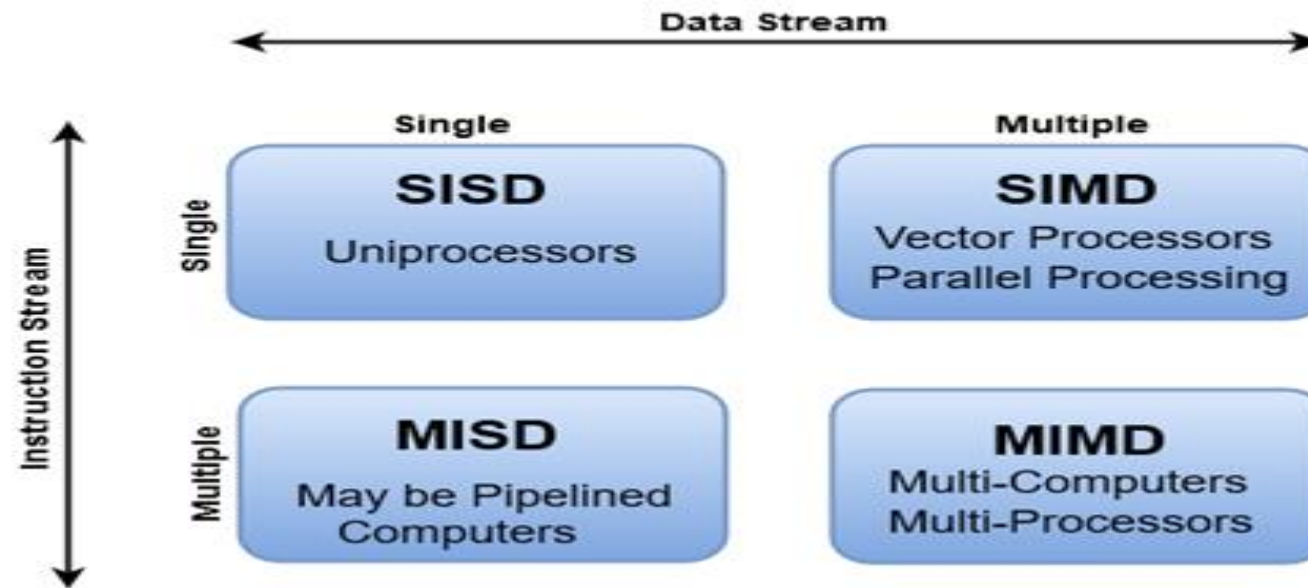 Data Stream
Single
Multiple
Instruction Stream
Single
SISD
Uniprocessors
SIMD
Vector Processors
Parallel Processing
Multiple
MISD
May be Pipelined
Computers
MIMD
Multi-Computers
Multi-Processors